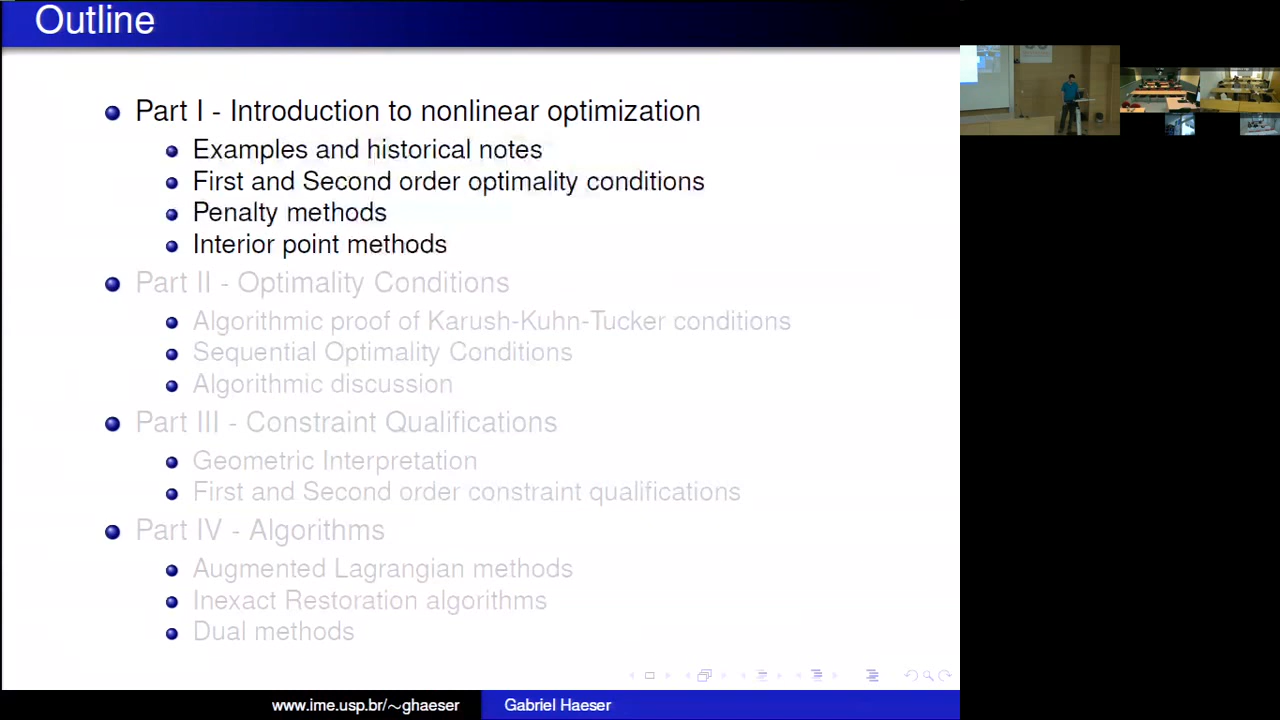 Outline
Part I - Introduction to nonlinear optimization
Examples and historical notes
First and Second order optimality conditions
Penalty methods
Interior point methods
Part II - Optimality Conditions
Algorithmic proof of Karush-Kuhn-Tucker conditions
Sequential Optimality Conditions
Algorithmic discussion
Part III - Constraint Qualifications
Geometric Interpretation
First and Second order constraint qualifications
Part IV - Algorithms
Augmented Lagrangian methods
Inexact Restoration algorithms
Dual methods
www.ime.usp.br/~ghaeser Gabriel Haeser